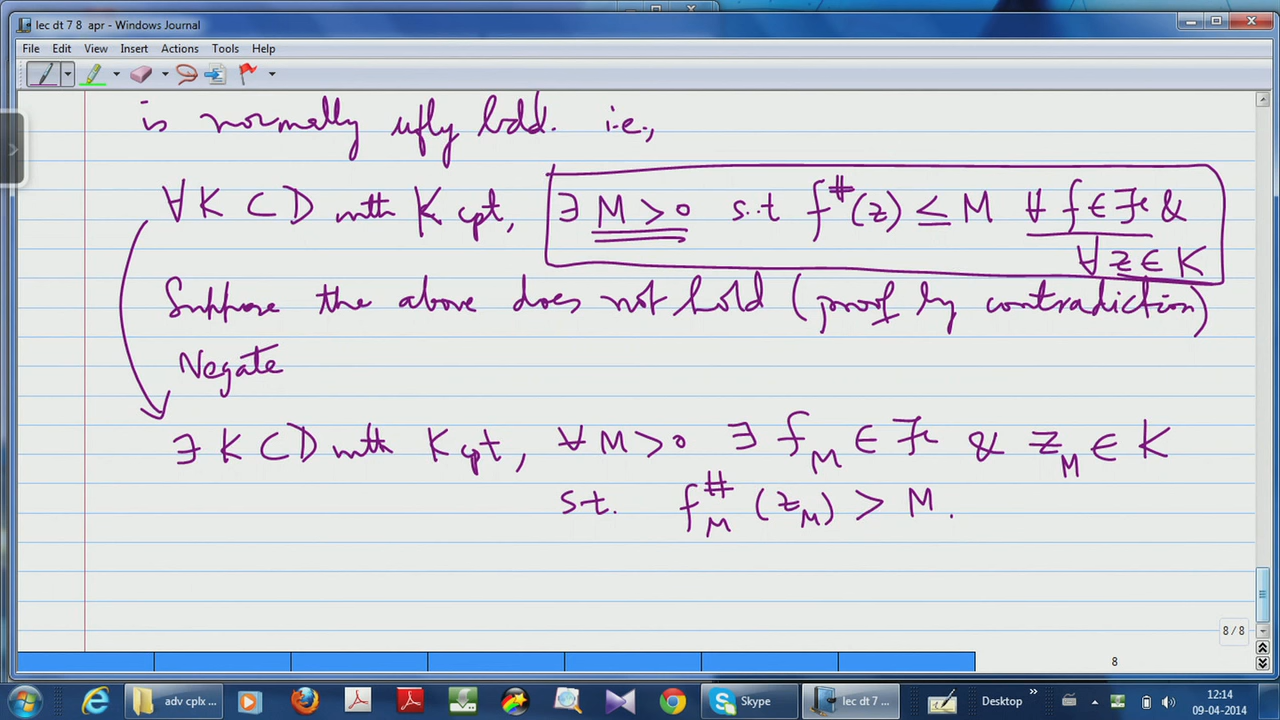 lec dt 7 8 apr - Windows Journal
File Edit View Insert Actions Tools Help
is normally ufly bdd. i.e.,
∀ K ⊂ D with K cpt, ∃ M > 0 s.t f^#(z) ≤ M ∀ f ∈ ℱ &
∀ z ∈ K
Suppose the above does not hold (proof by contradiction)
Negate
∃ K ⊂ D with K cpt, ∀ M > 0 ∃ f_M ∈ ℱ & z_M ∈ K
s.t. f_M^# (z_M) > M.
8 / 8
8
adv cplx ... Skype lec dt 7 ... Desktop » 12:14
09-04-2014